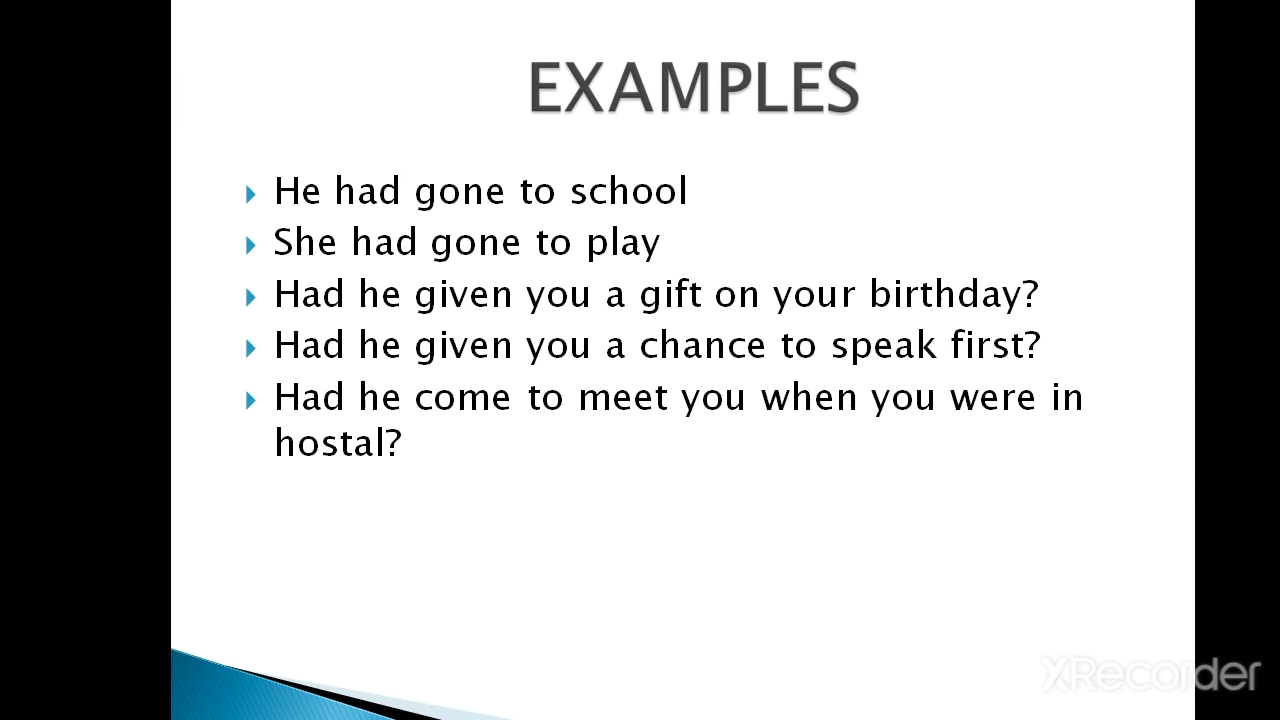 EXAMPLES
He had gone to school
She had gone to play
Had he given you a gift on your birthday?
Had he given you a chance to speak first?
Had he come to meet you when you were in
hostal?
XRecorder